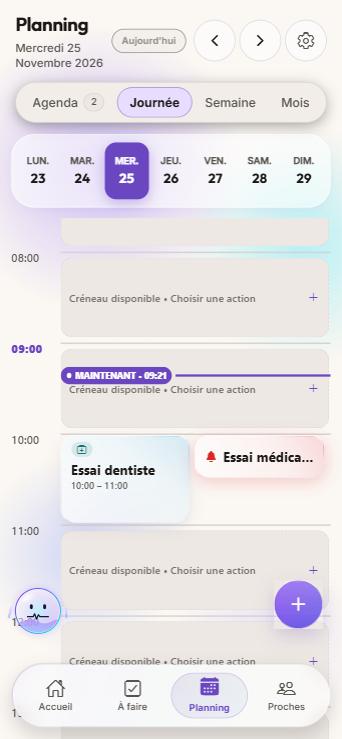 Planning
Mercredi 25
Novembre 2026
Aujourd'hui
Agenda 2 Journée Semaine Mois
LUN. MAR. MER. JEU. VEN. SAM. DIM.
23 24 25 26 27 28 29
08:00
Créneau disponible • Choisir une action +
09:00
MAINTENANT - 09:21
Créneau disponible • Choisir une action +
10:00
Essai dentiste
10:00 – 11:00
Essai médica...
11:00
Créneau disponible • Choisir une action +
+
Créneau disponible • Choisir une action +
Accueil À faire Planning Proches